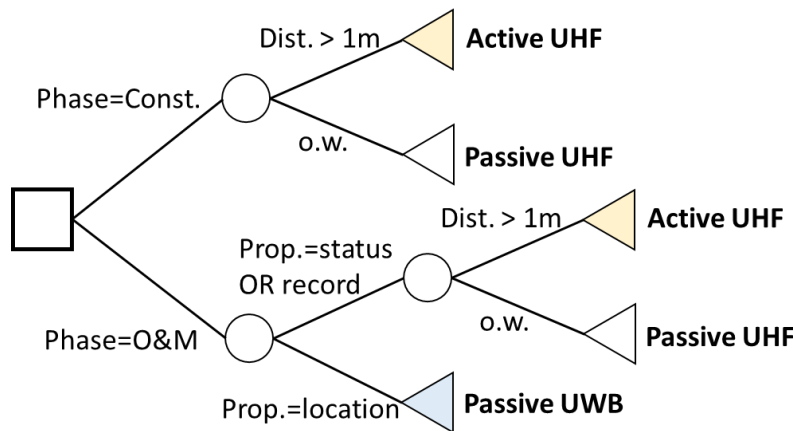 Dist. > 1m
Active UHF
Phase=Const.
o.w.
Passive UHF
Dist. > 1m
Active UHF
Prop.=status
OR record
o.w.
Passive UHF
Phase=O&M
Prop.=location
Passive UWB